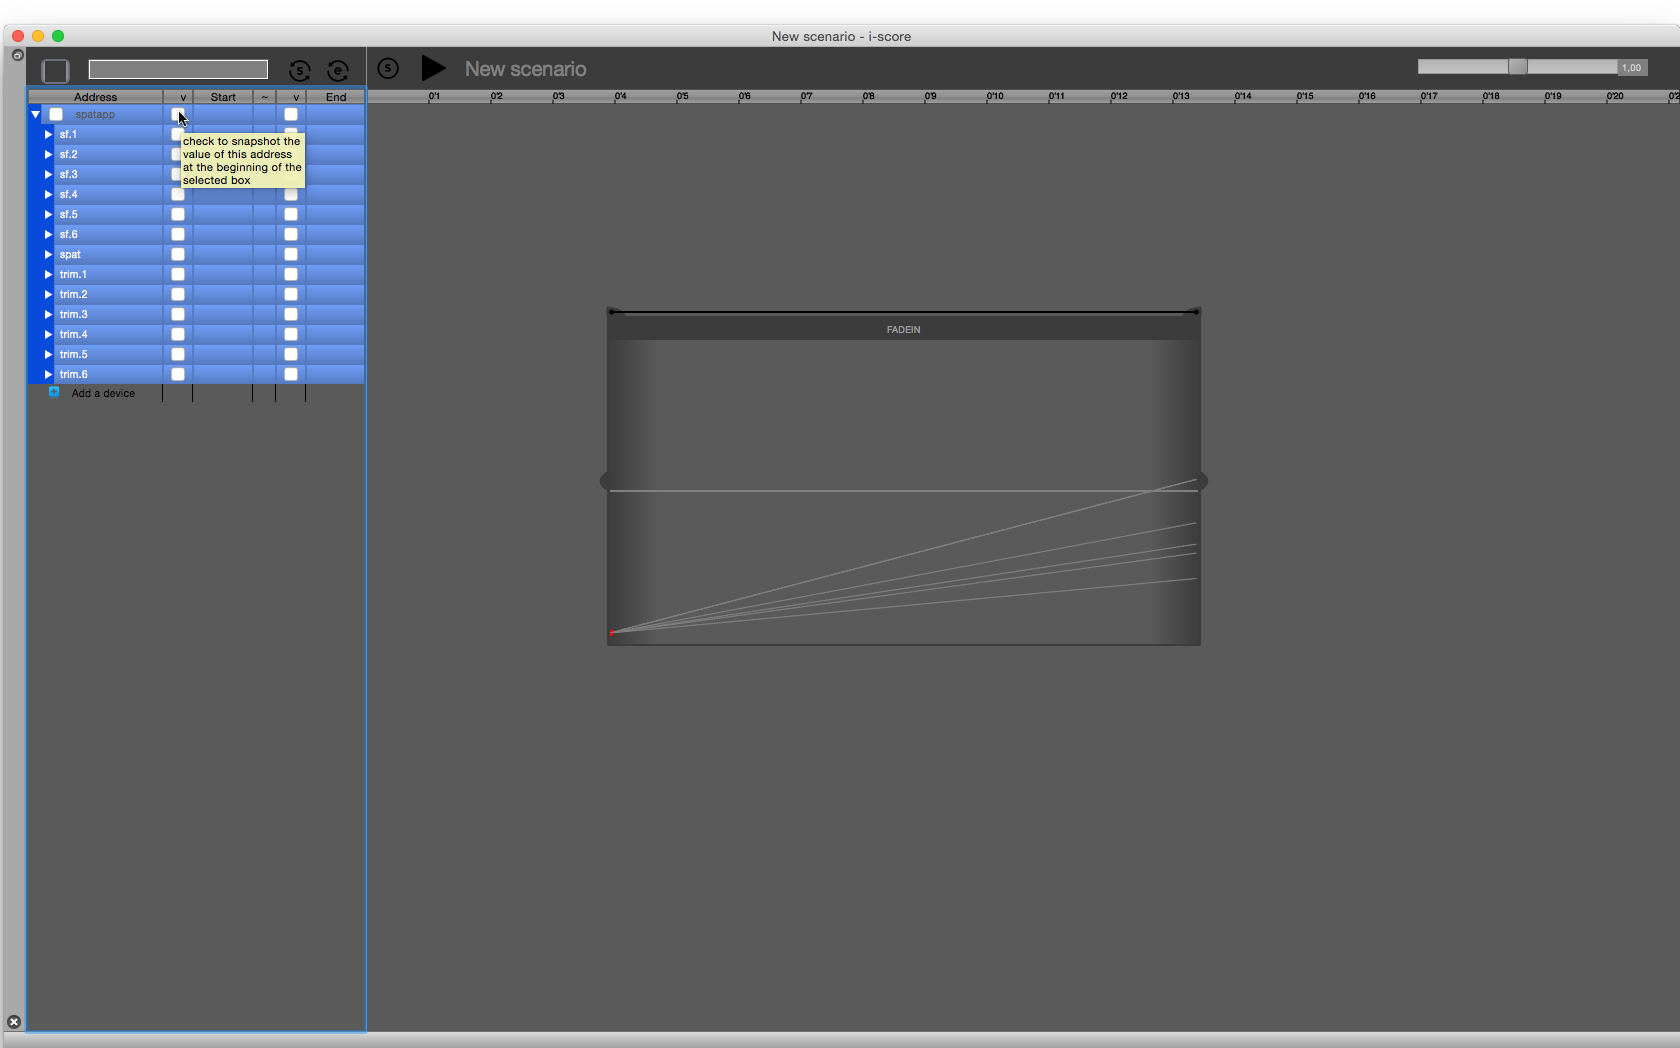 New scenario - i-score
s
e
s
New scenario
1,00
Address v Start ~ v End
0'1 0'2 0'3 0'4 0'5 0'6 0'7 0'8 0'9 0'10 0'11 0'12 0'13 0'14 0'15 0'16 0'17 0'18 0'19 0'20
spatapp
sf.1
check to snapshot the
value of this address
at the beginning of the
selected box
sf.2
sf.3
sf.4
sf.5
sf.6
spat
trim.1
trim.2
trim.3
trim.4
trim.5
trim.6
Add a device
FADEIN